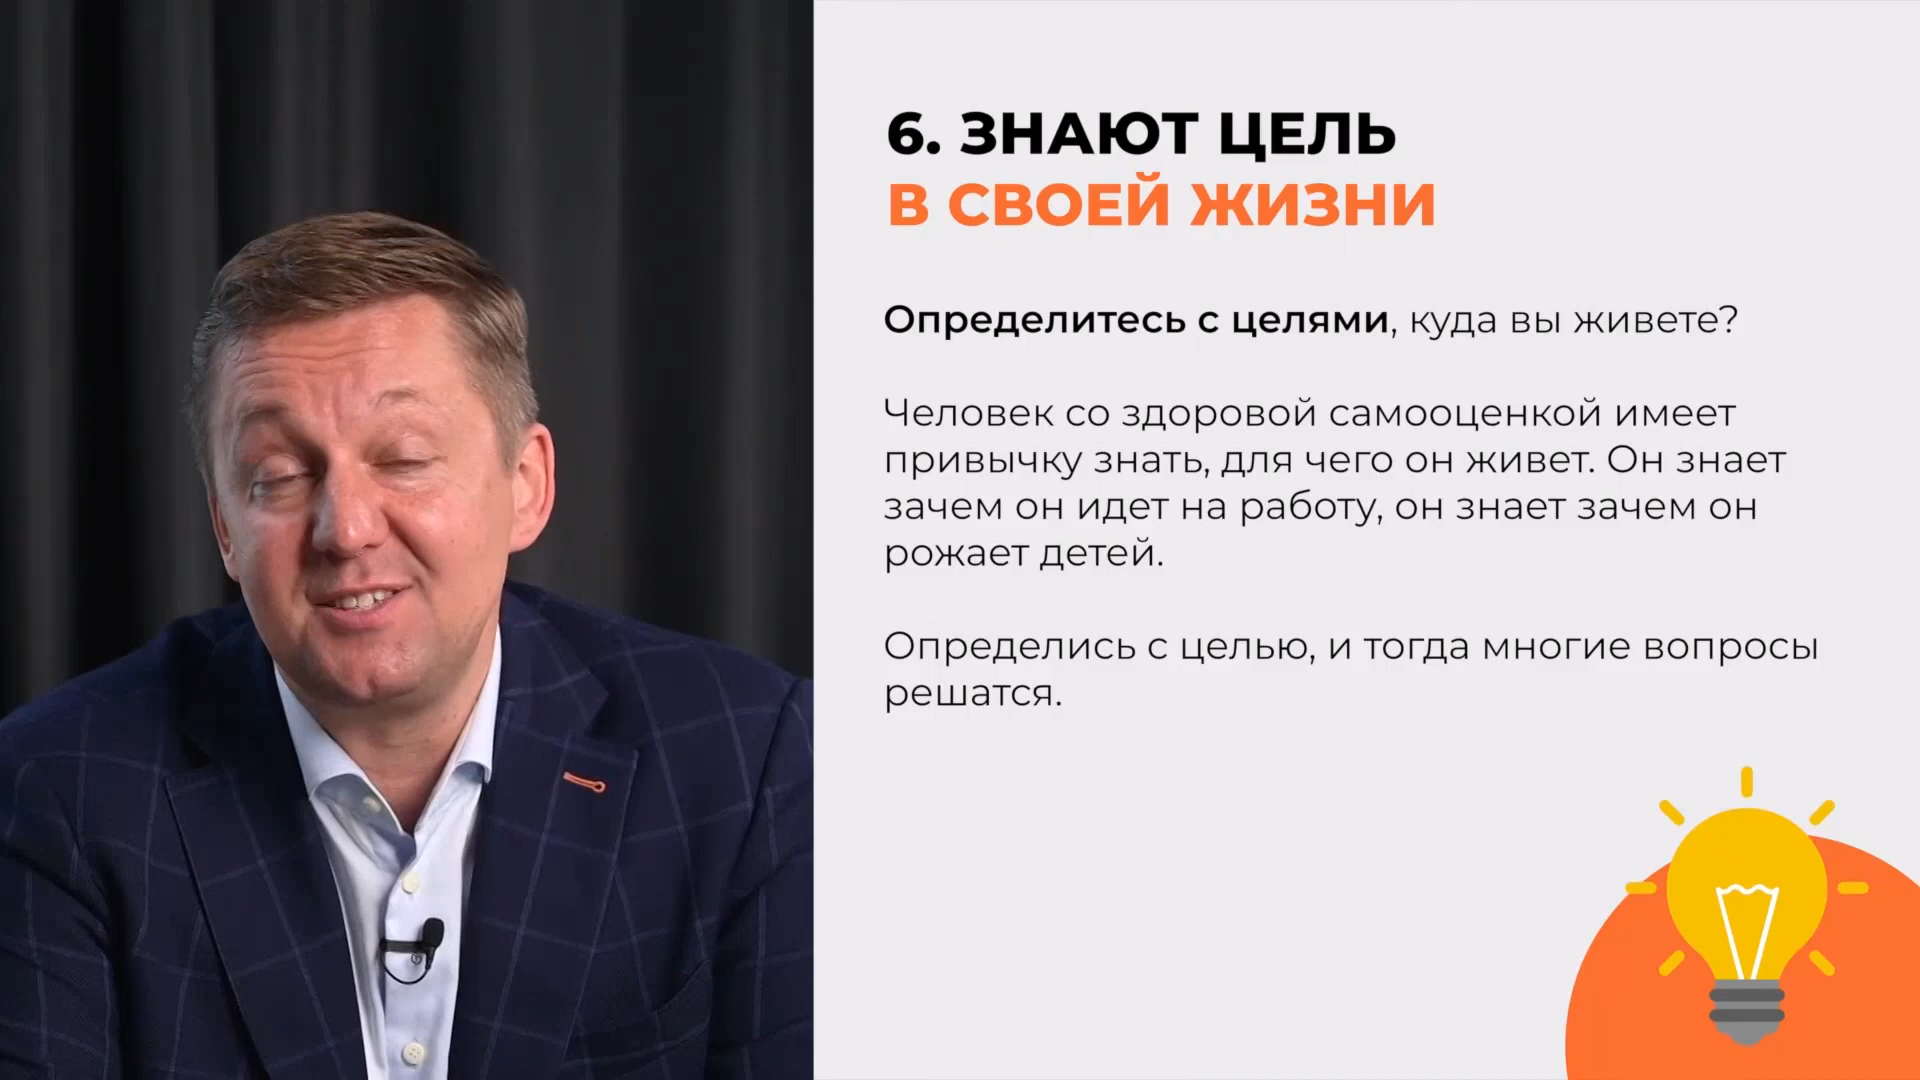 6. ЗНАЮТ ЦЕЛЬ
В СВОЕЙ ЖИЗНИ
Определитесь с целями, куда вы живете?
Человек со здоровой самооценкой имеет
привычку знать, для чего он живет. Он знает
зачем он идет на работу, он знает зачем он
рожает детей.
Определись с целью, и тогда многие вопросы
решатся.